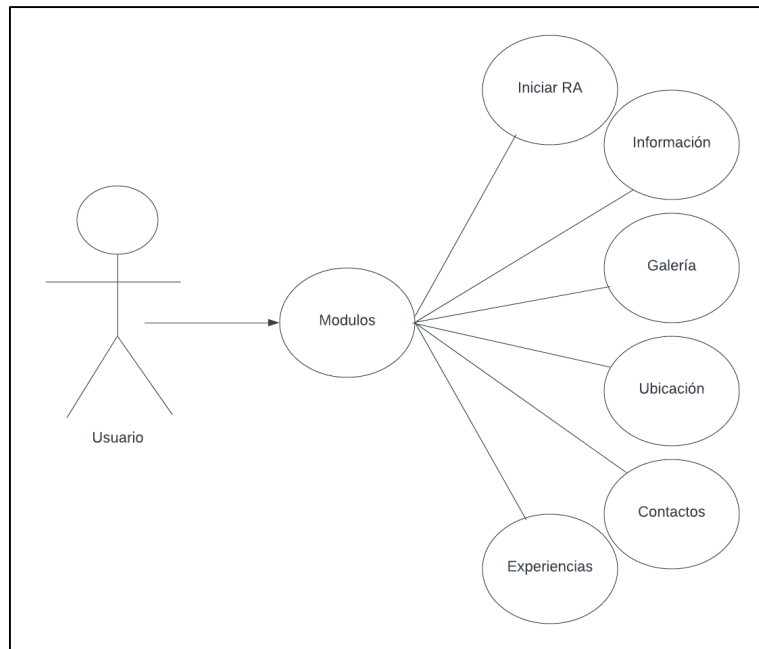 Iniciar RA
Información
Galería
Modulos
Ubicación
Usuario
Contactos
Experiencias